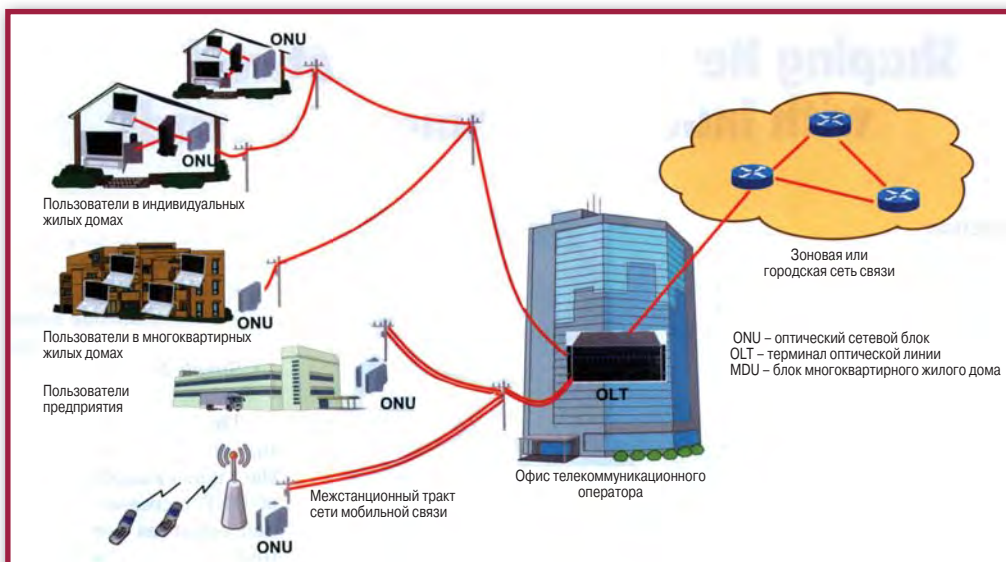 ONU
ONU
Пользователи в индивидуальных
жилых домах
Зоновая или
городская сеть связи
ONU
Пользователи в многоквартирных
жилых домах
ONU – оптический сетевой блок
OLT – терминал оптической линии
MDU – блок многоквартирного жилого дома
Пользователи
предприятия
ONU
OLT
Офис телекоммуникационного
оператора
Межстанционный тракт
сети мобильной связи
ONU